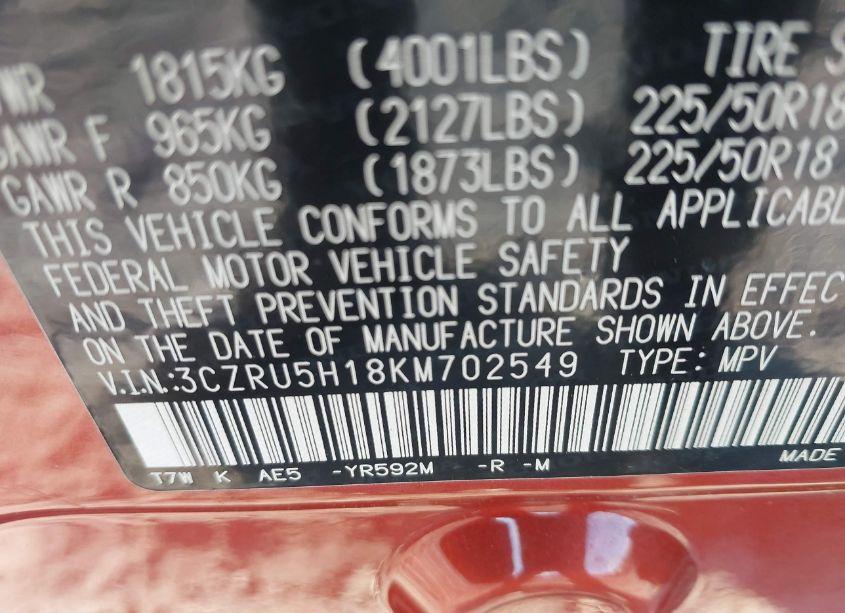 1815KG (4001LBS) TIRE S
GAWR F 965KG (2127LBS) 225/50R18
GAWR R 850KG (1873LBS) 225/50R18
THIS VEHICLE CONFORMS TO ALL APPLICABL
FEDERAL MOTOR VEHICLE SAFETY
AND THEFT PREVENTION STANDARDS IN EFFEC
ON THE DATE OF MANUFACTURE SHOWN ABOVE.
V.I.N.:3CZRU5H18KM702549 TYPE: MPV
T7W K AE5 -YR592M -R -M MADE